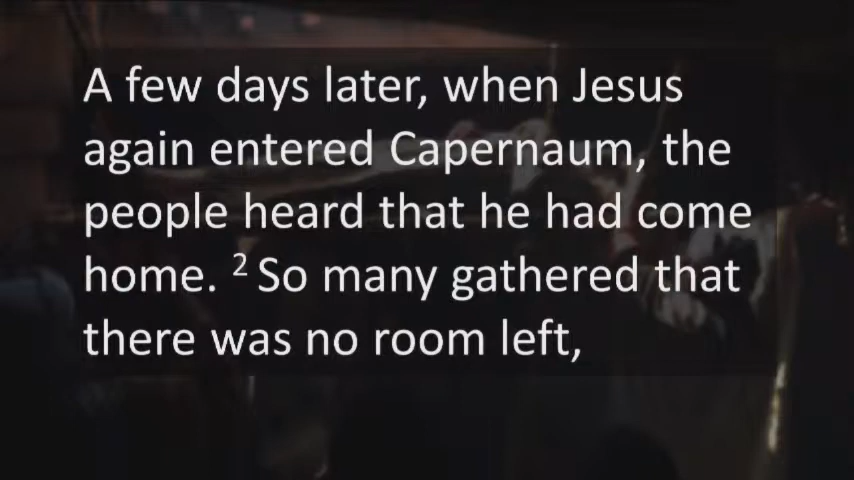 A few days later, when Jesus
again entered Capernaum, the
people heard that he had come
home. 2 So many gathered that
there was no room left,